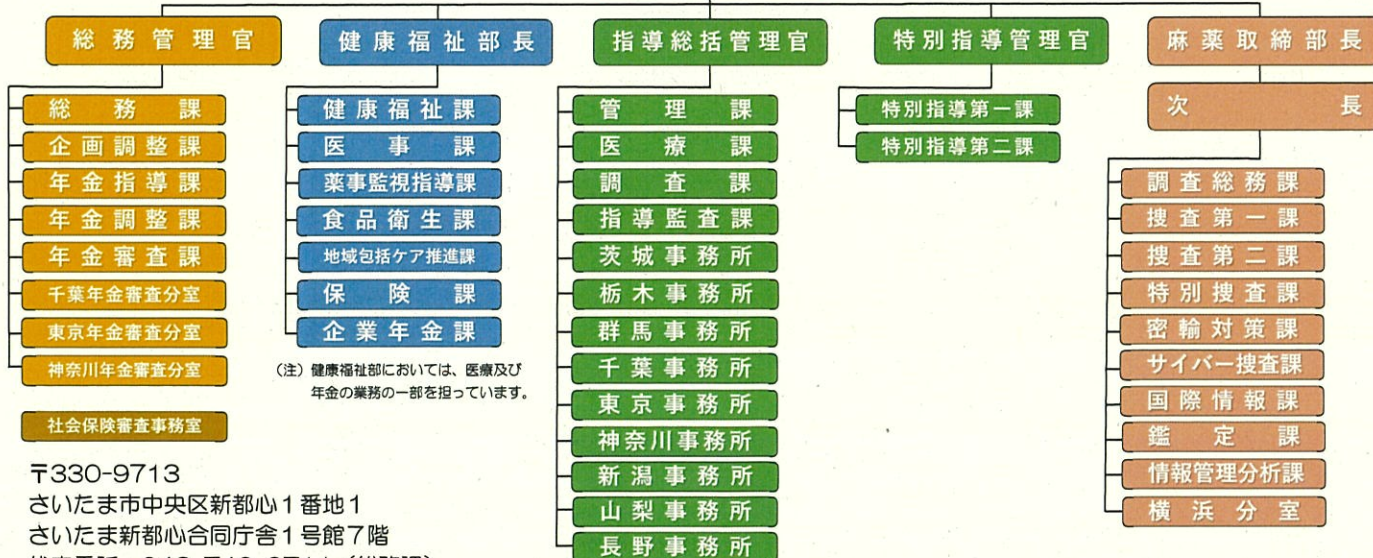 総務管理官
健康福祉部長
指導総括管理官
特別指導管理官
麻薬取締部長
次長
総務課
企画調整課
年金指導課
年金調整課
年金審査課
千葉年金審査分室
東京年金審査分室
神奈川年金審査分室
社会保険審査事務室
健康福祉課
医事課
薬事監視指導課
食品衛生課
地域包括ケア推進課
保険課
企業年金課
(注) 健康福祉部においては、医療及び
年金の業務の一部を担っています。
管理課
医療課
調査課
指導監査課
茨城事務所
栃木事務所
群馬事務所
千葉事務所
東京事務所
神奈川事務所
新潟事務所
山梨事務所
長野事務所
特別指導第一課
特別指導第二課
調査総務課
捜査第一課
捜査第二課
特別捜査課
密輸対策課
サイバー捜査課
国際情報課
鑑定課
情報管理分析課
横浜分室
〒330-9713
さいたま市中央区新都心1番地1
さいたま新都心合同庁舎1号館7階